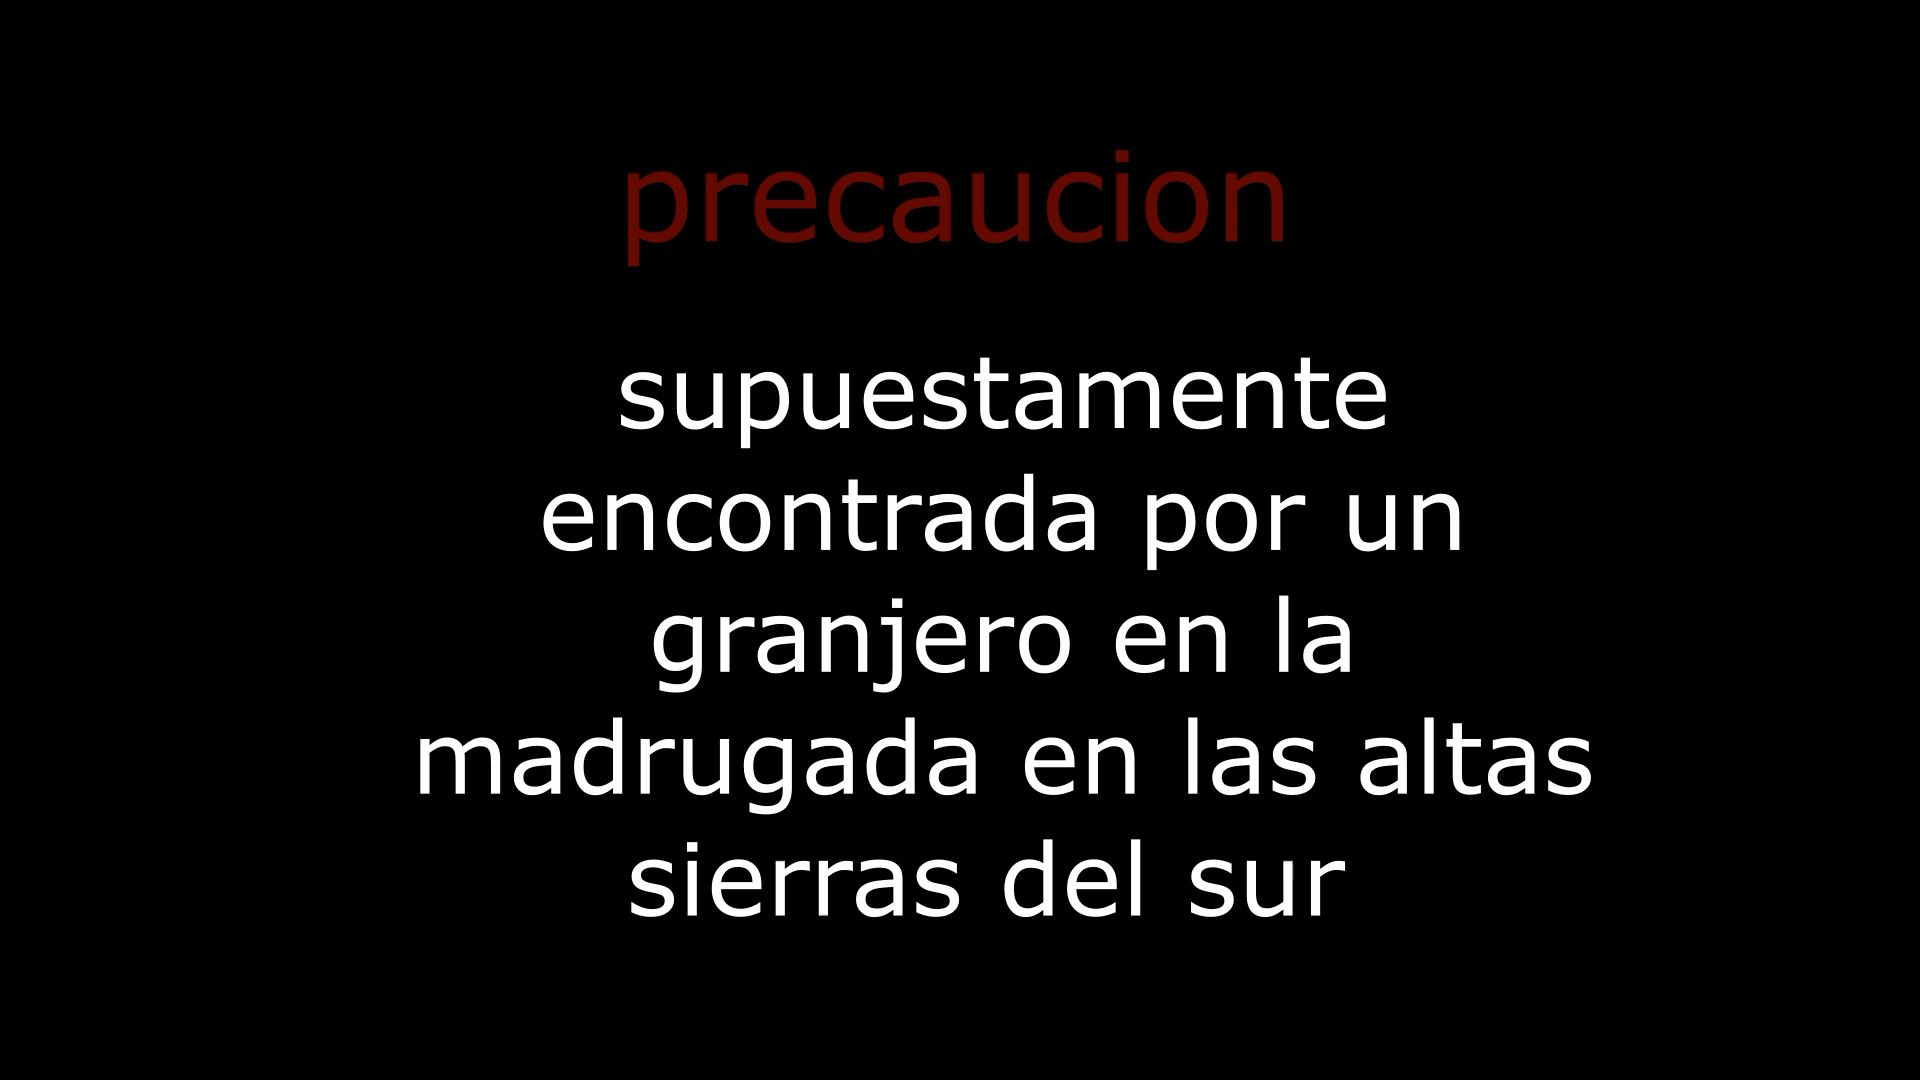 precaucion
supuestamente
encontrada por un
granjero en la
madrugada en las altas
sierras del sur